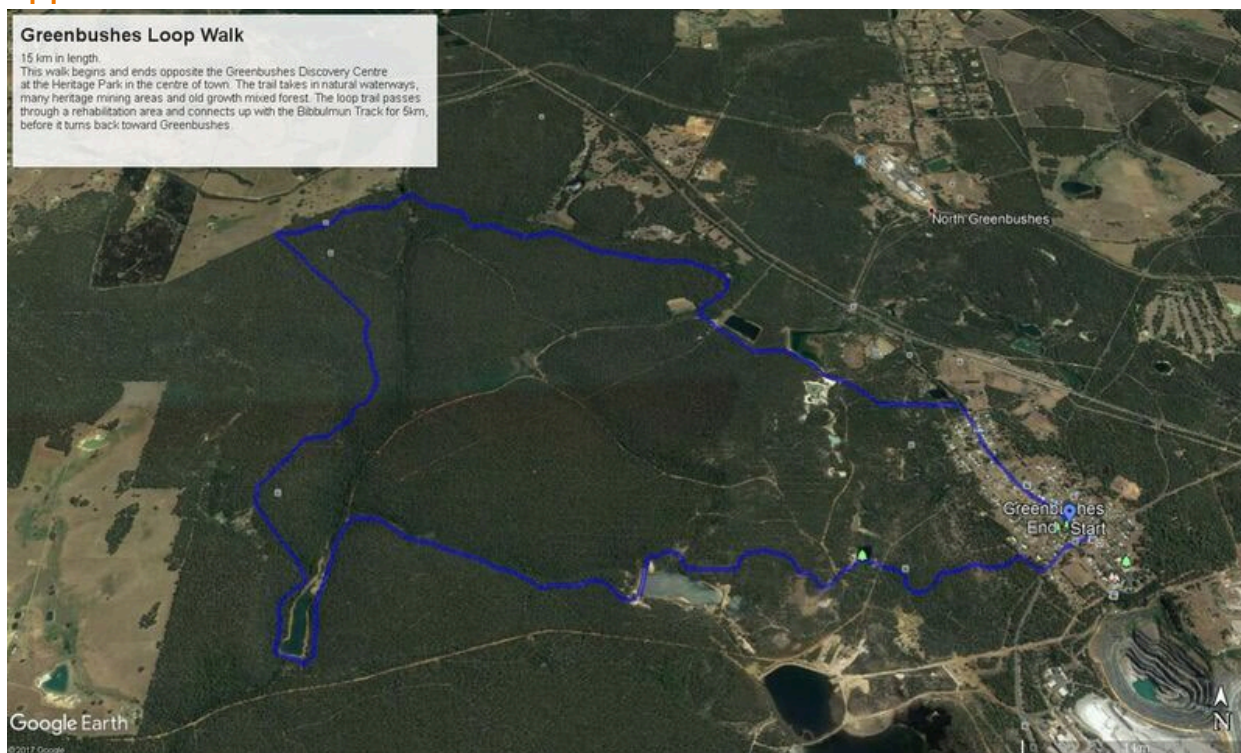 Greenbushes Loop Walk
15 km in length.
This walk begins and ends opposite the Greenbushes Discovery Centre
at the Heritage Park in the centre of town. The trail takes in natural waterways,
many heritage mining areas and old growth mixed forest. The loop trail passes
through a rehabilitation area and connects up with the Bibbulmun Track for 5km,
before it turns back toward Greenbushes.
North Greenbushes
Greenbushes
End Start
N
Google Earth
©2017 Google
km